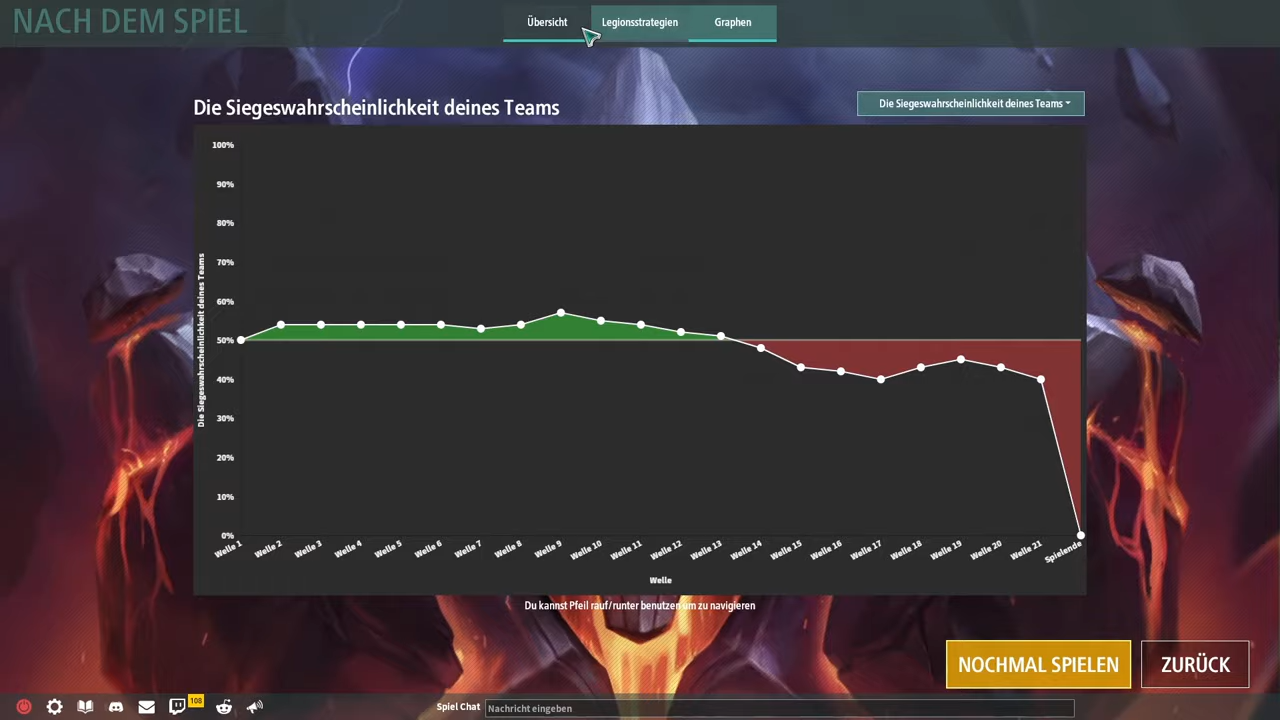 NACH DEM SPIEL
Übersicht
Legionsstrategien
Graphen
Die Siegeswahrscheinlichkeit deines Teams
Die Siegeswahrscheinlichkeit deines Teams
100%
90%
80%
70%
60%
50%
40%
30%
20%
10%
0%
Die Siegeswahrscheinlichkeit deines Teams
Welle 1
Welle 2
Welle 3
Welle 4
Welle 5
Welle 6
Welle 7
Welle 8
Welle 9
Welle 10
Welle 11
Welle 12
Welle 13
Welle 14
Welle 15
Welle 16
Welle 17
Welle 18
Welle 19
Welle 20
Welle 21
Spielende
Welle
Du kannst Pfeil rauf/runter benutzen um zu navigieren
NOCHMAL SPIELEN
ZURÜCK
108
Spiel Chat
Nachricht eingeben